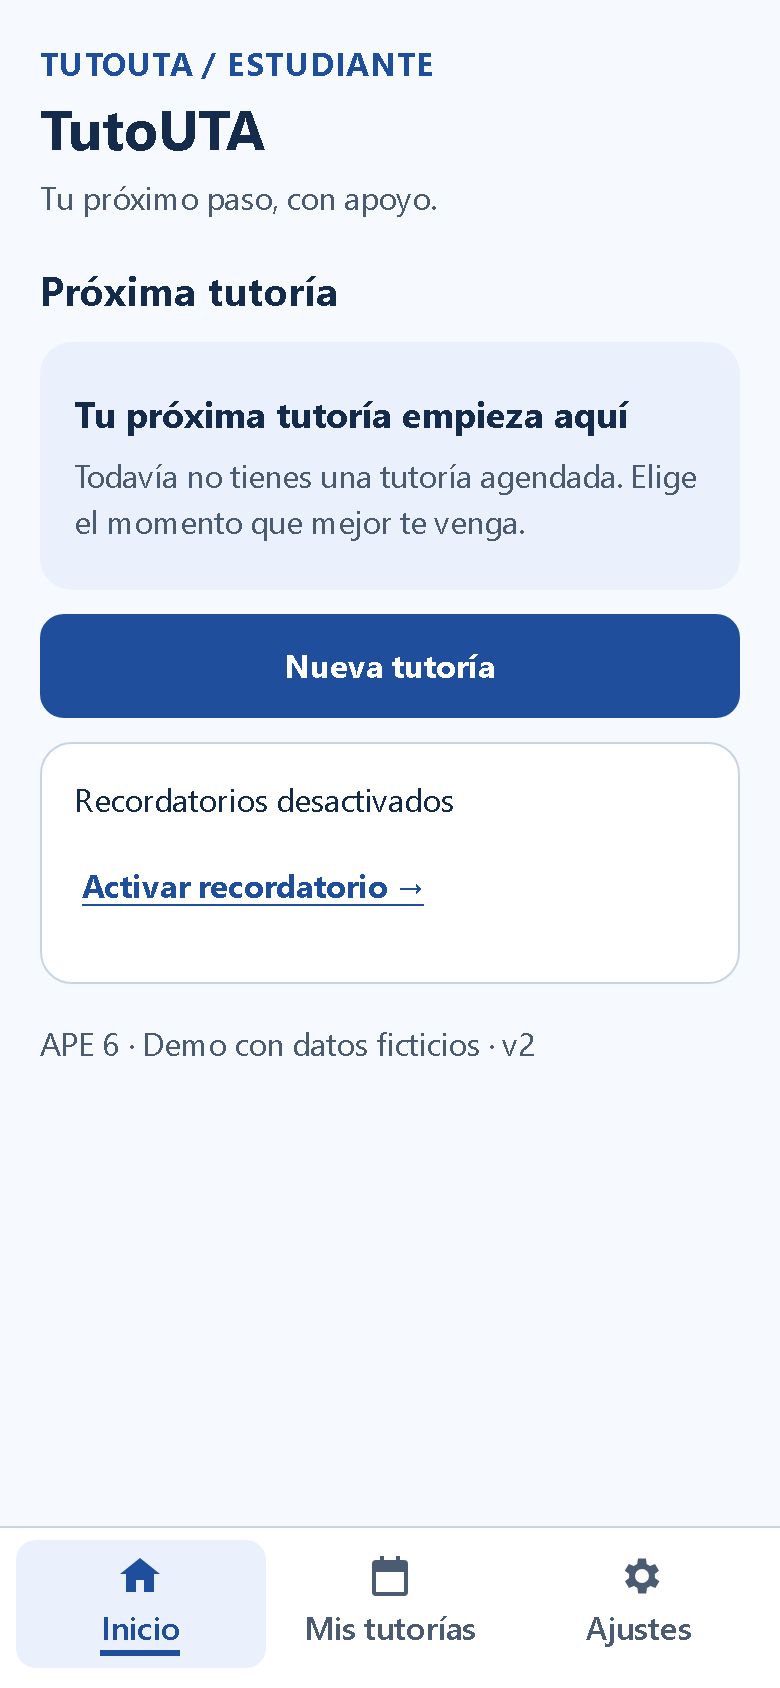 TUTOUTA / ESTUDIANTE
TutoUTA
Tu próximo paso, con apoyo.
Próxima tutoría
Tu próxima tutoría empieza aquí
Todavía no tienes una tutoría agendada. Elige
el momento que mejor te venga.
Nueva tutoría
Recordatorios desactivados
Activar recordatorio →
APE 6 · Demo con datos ficticios · v2
Inicio
Mis tutorías
Ajustes